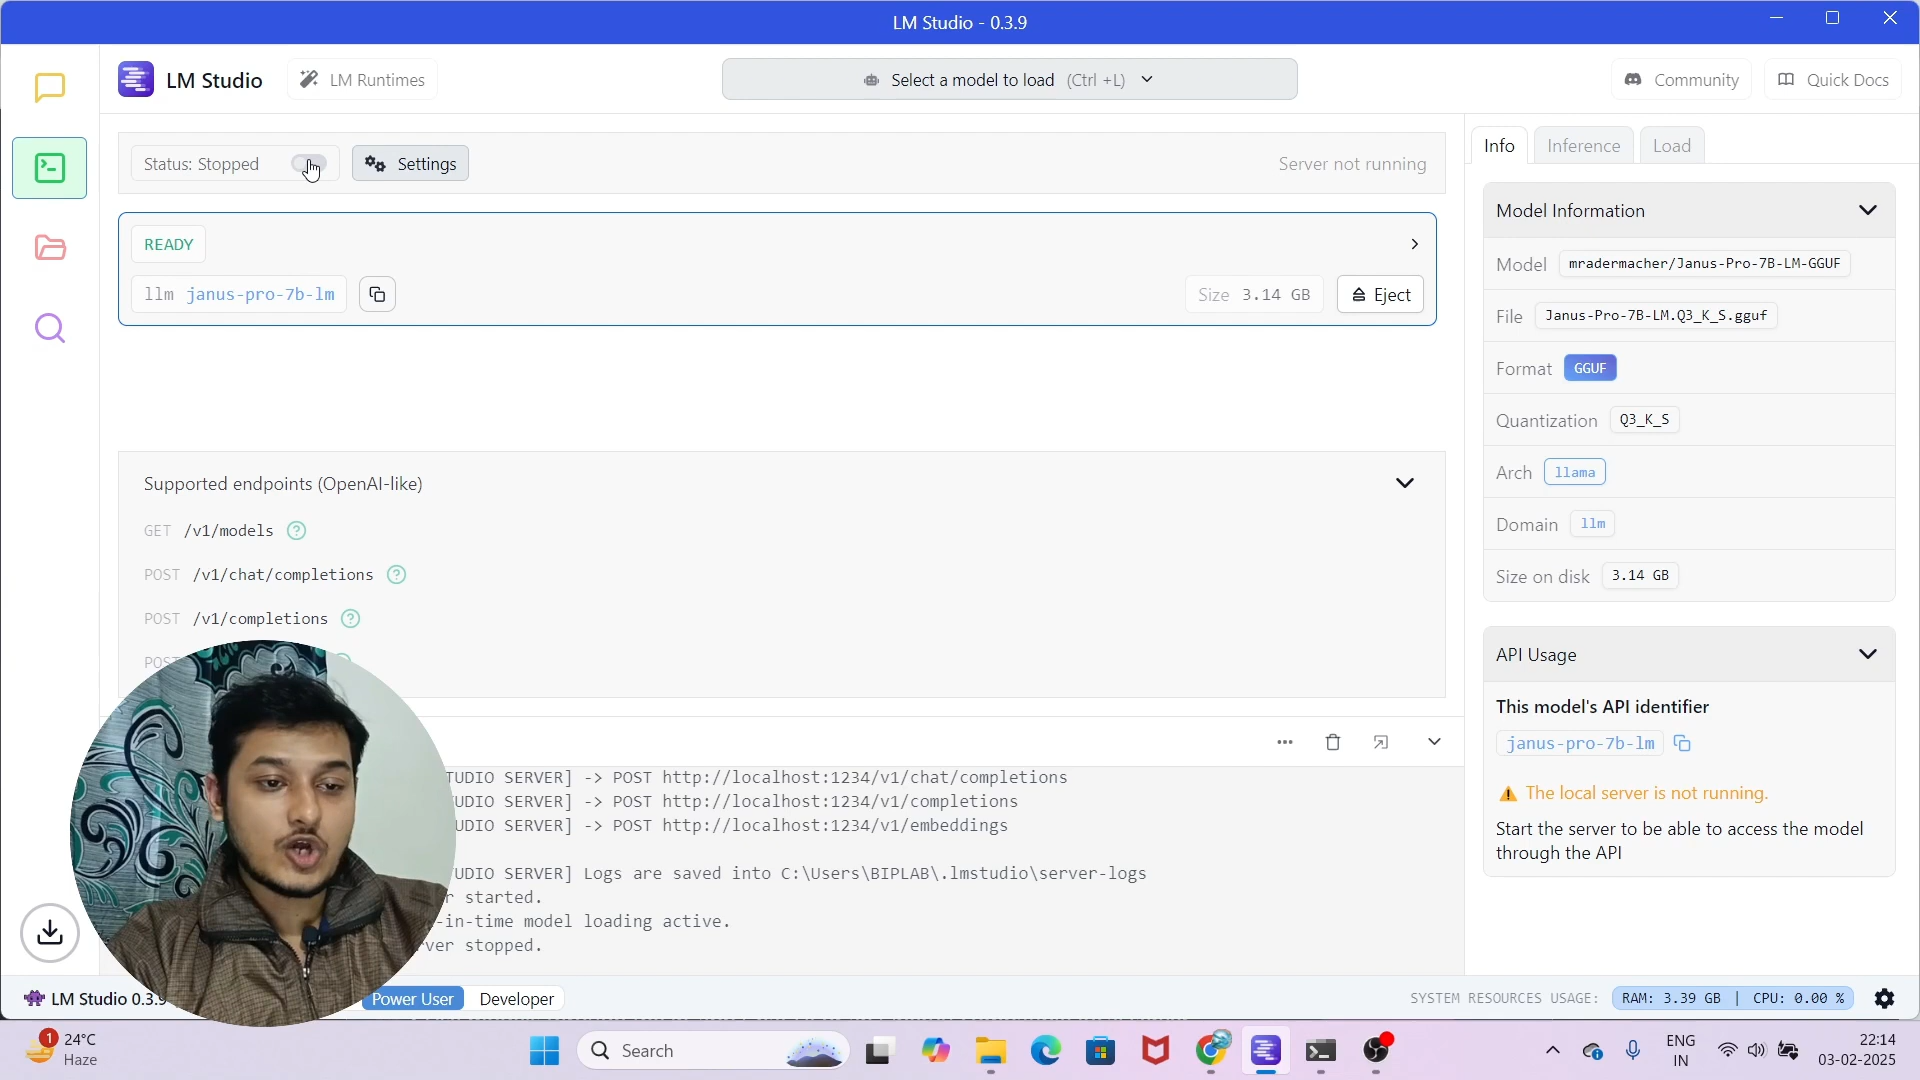 LM Studio - 0.3.9
LM Studio
LM Runtimes
Select a model to load (Ctrl +L)
Community
Quick Docs
Status: Stopped
Settings
Server not running
Info
Inference
Load
READY
llm janus-pro-7b-lm
Size 3.14 GB
Eject
Model Information
Model mradermacher/Janus-Pro-7B-LM-GGUF
File Janus-Pro-7B-LM.Q3_K_S.gguf
Format GGUF
Quantization Q3_K_S
Arch llama
Domain llm
Size on disk 3.14 GB
Supported endpoints (OpenAI-like)
GET /v1/models
POST /v1/chat/completions
POST /v1/completions
POST
API Usage
This model's API identifier
janus-pro-7b-lm
The local server is not running.
Start the server to be able to access the model
through the API
TUDIO SERVER] -> POST http://localhost:1234/v1/chat/completions
UDIO SERVER] -> POST http://localhost:1234/v1/completions
UDIO SERVER] -> POST http://localhost:1234/v1/embeddings
UDIO SERVER] Logs are saved into C:\Users\BIPLAB\.lmstudio\server-logs
r started.
-in-time model loading active.
ver stopped.
LM Studio 0.3.9
Power User
Developer
SYSTEM RESOURCES USAGE: RAM: 3.39 GB | CPU: 0.00 %
1
24°C
Haze
Search
ENG
IN
22:14
03-02-2025